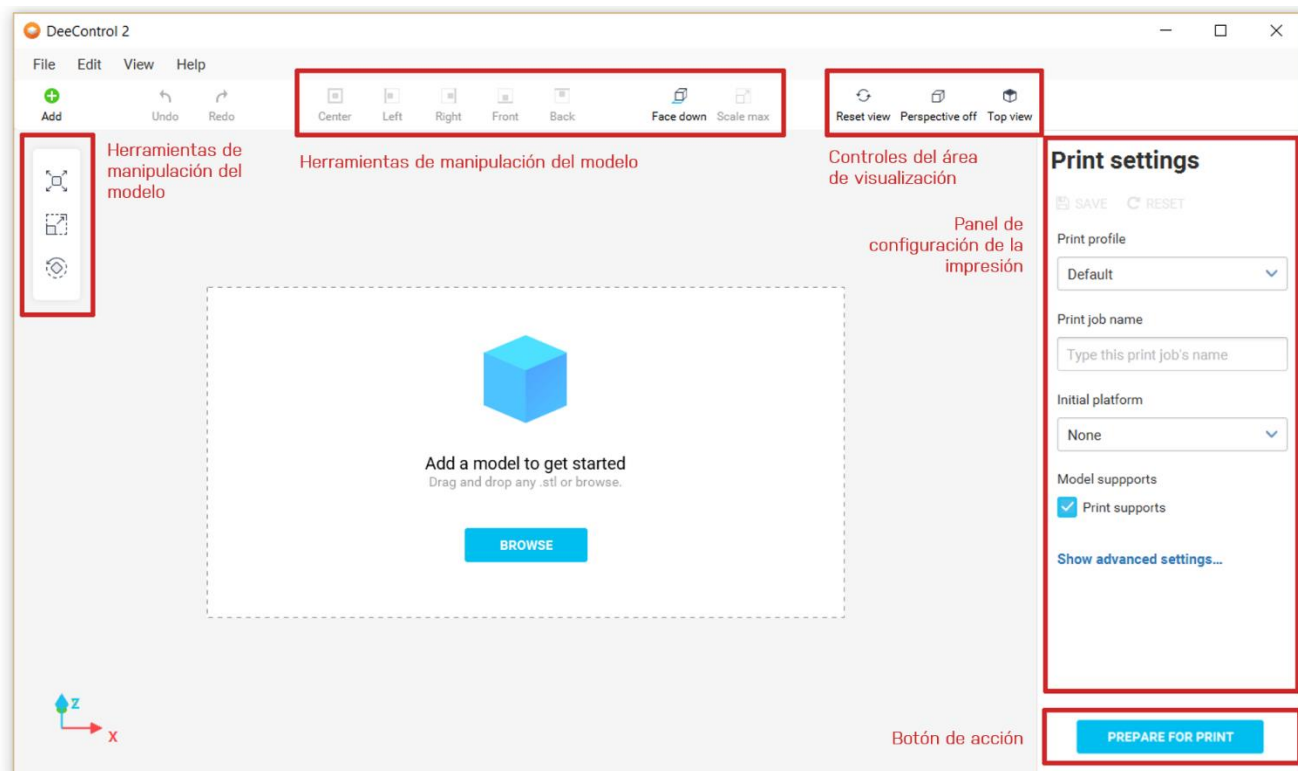 DeeControl 2
File Edit View Help
Add Undo Redo Center Left Right Front Back Face down Scale max Reset view Perspective off Top view
Herramientas de
manipulación del
modelo
Herramientas de manipulación del modelo
Controles del área
de visualización
Panel de
configuración de la
impresión
Print settings
SAVE RESET
Print profile
Default
Print job name
Type this print job's name
Initial platform
None
Model suppports
Print supports
Show advanced settings...
Add a model to get started
Drag and drop any .stl or browse.
BROWSE
Z
X
Botón de acción
PREPARE FOR PRINT